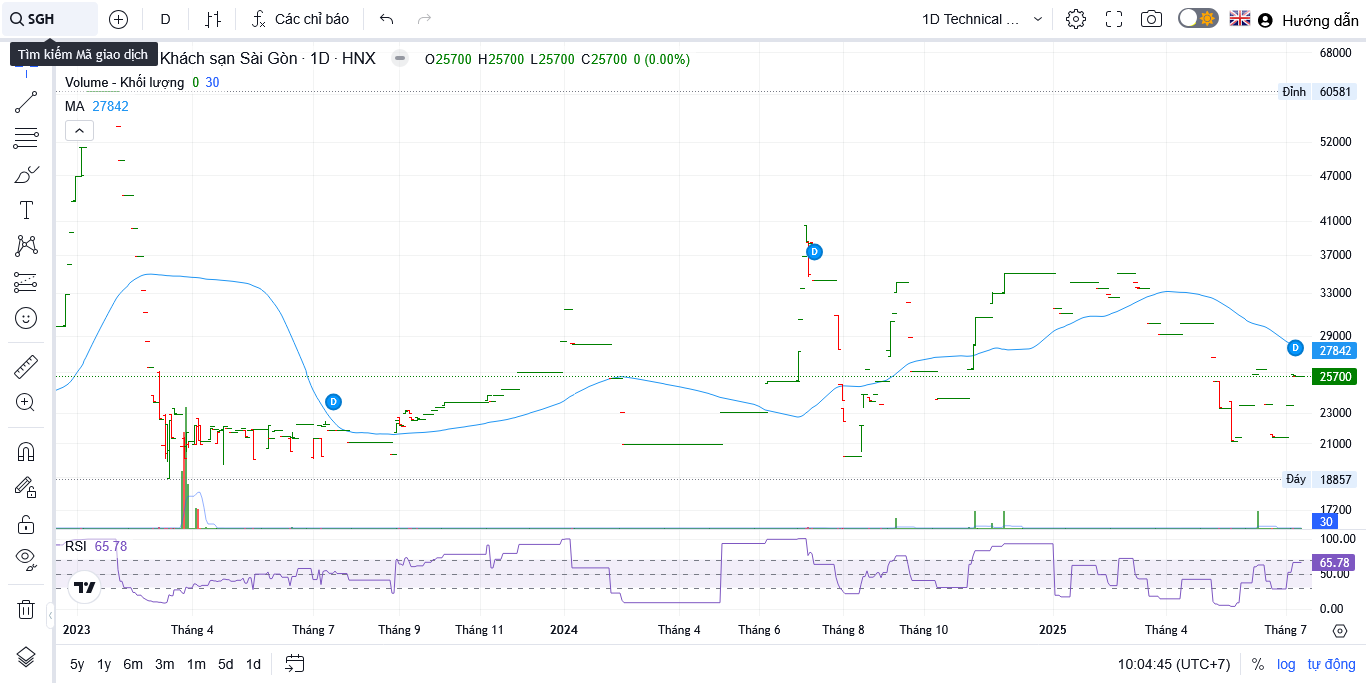 SGH
D
Các chỉ báo
1D Technical ...
Hướng dẫn
Tìm kiếm Mã giao dịch
Khách sạn Sài Gòn · 1D · HNX
O25700 H25700 L25700 C25700 0 (0.00%)
Volume - Khối lượng 0 30
MA 27842
68000
Đỉnh 60581
52000
47000
41000
37000
33000
29000
27842
25700
23000
21000
Đáy 18857
17200
30
D
D
D
RSI 65.78
100.00
65.78
50.00
0.00
2023 Tháng 4 Tháng 7 Tháng 9 Tháng 11 2024 Tháng 4 Tháng 6 Tháng 8 Tháng 10 2025 Tháng 4 Tháng 7
5y 1y 6m 3m 1m 5d 1d
10:04:45 (UTC+7) % log tự động